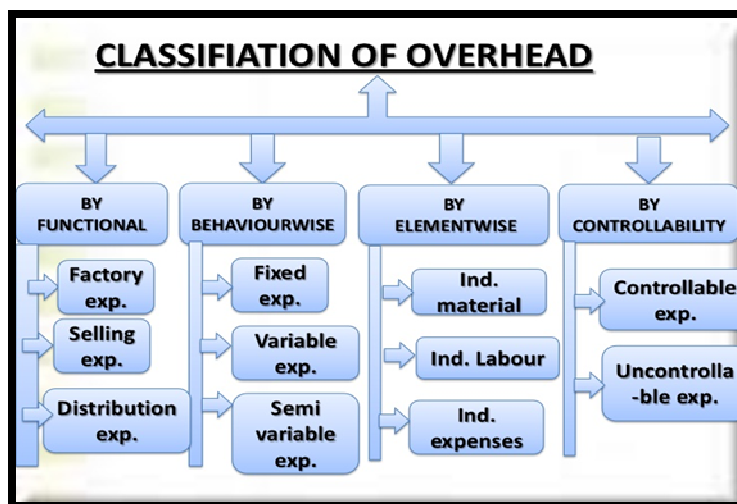 CLASSIFIATION OF OVERHEAD
BY
FUNCTIONAL
Factory
exp.
Selling
exp.
Distribution
exp.
BY
BEHAVIOURWISE
Fixed
exp.
Variable
exp.
Semi
variable
exp.
BY
ELEMENTWISE
Ind.
material
Ind. Labour
Ind.
expenses
BY
CONTROLLABILITY
Controllable
exp.
Uncontrolla
-ble exp.